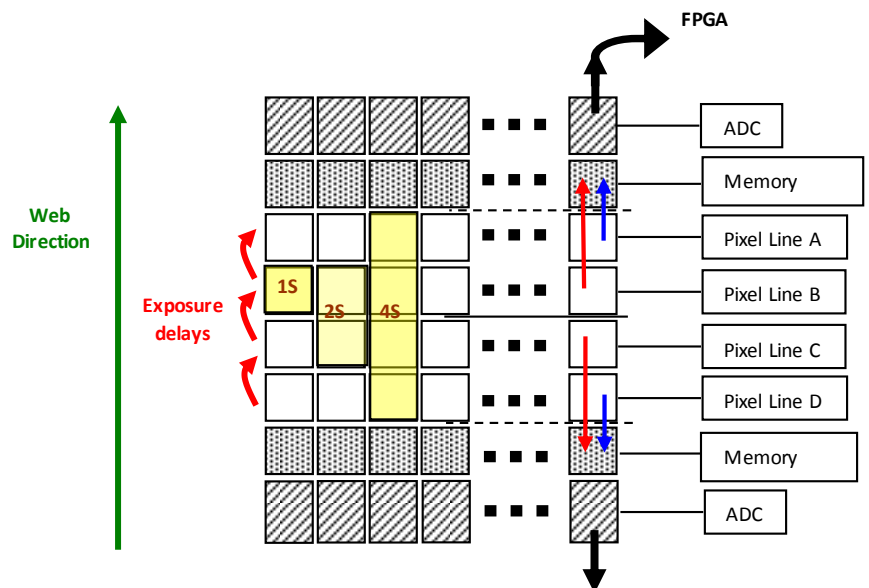 FPGA
ADC
Memory
Web
Direction
Pixel Line A
1S
Pixel Line B
Exposure
delays
2S
4S
Pixel Line C
Pixel Line D
Memory
ADC